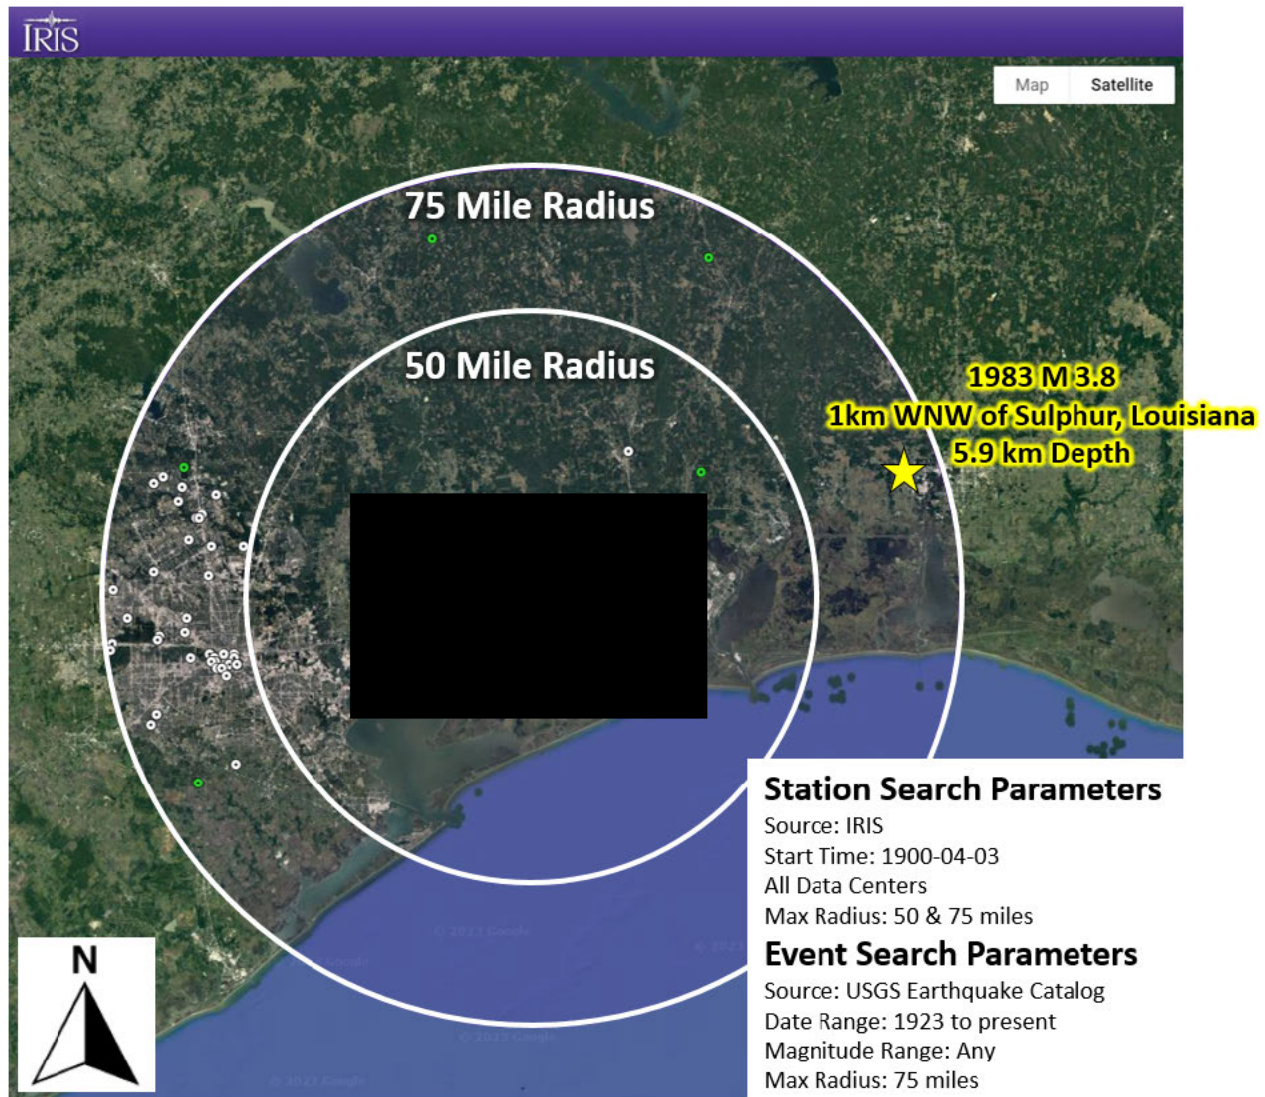 IRIS
Map Satellite
75 Mile Radius
50 Mile Radius
1983 M 3.8
1km WNW of Sulphur, Louisiana
5.9 km Depth
Station Search Parameters
Source: IRIS
Start Time: 1900-04-03
All Data Centers
Max Radius: 50 & 75 miles
Event Search Parameters
Source: USGS Earthquake Catalog
Date Range: 1923 to present
Magnitude Range: Any
Max Radius: 75 miles
N
© 2023 Google
Google